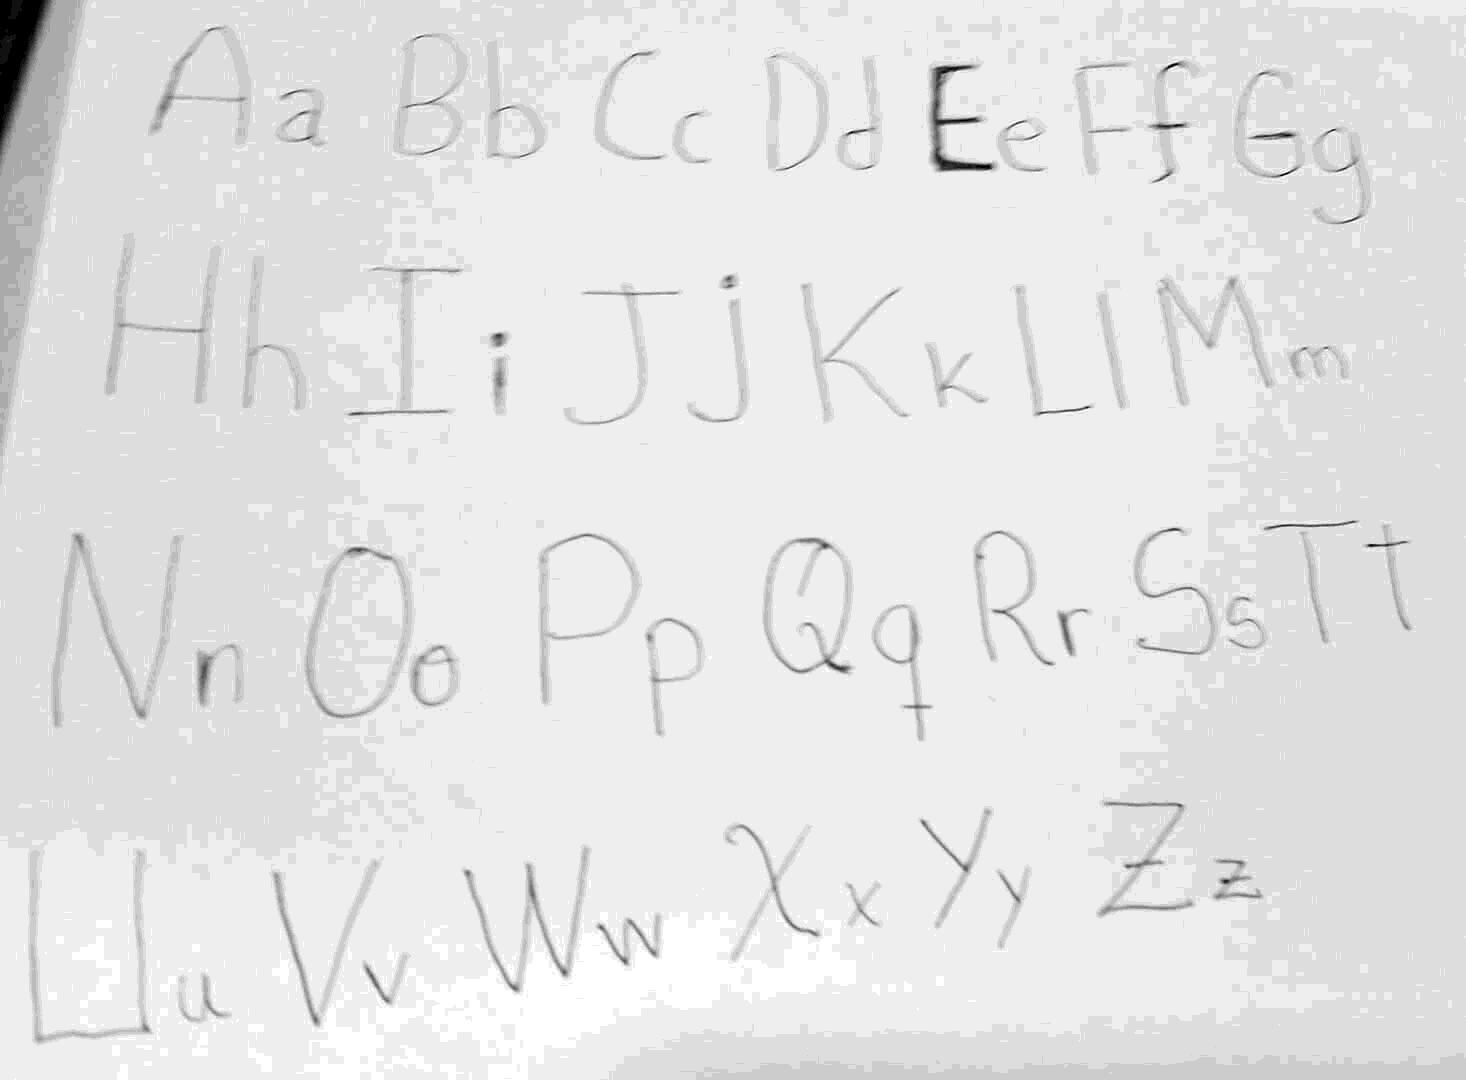 Aa Bb Cc Dd Ee Ff Gg
Hh Ii Jj Kk Ll Mm
Nn Oo Pp Qq Rr Ss Tt
Uu Vv Ww Xx Yy Zz